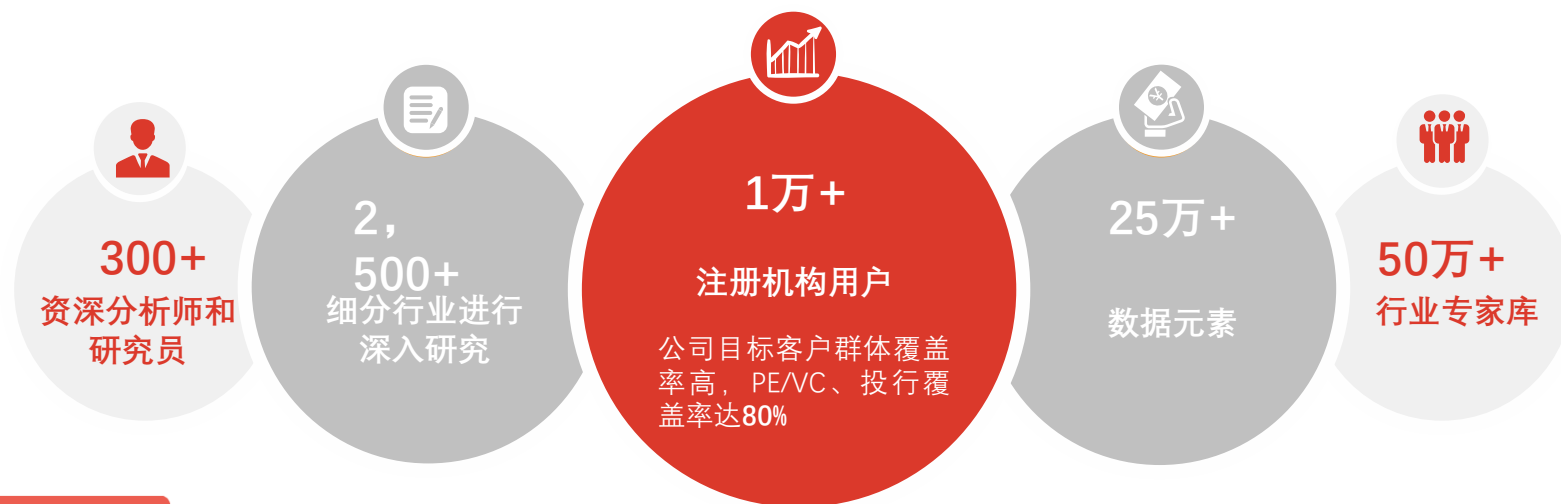 300+
资深分析师和
研究员
2，
500+
细分行业进行
深入研究
1万+
注册机构用户
公司目标客户群体覆盖
率高，PE/VC、投行覆
盖率达80%
25万+
数据元素
50万+
行业专家库